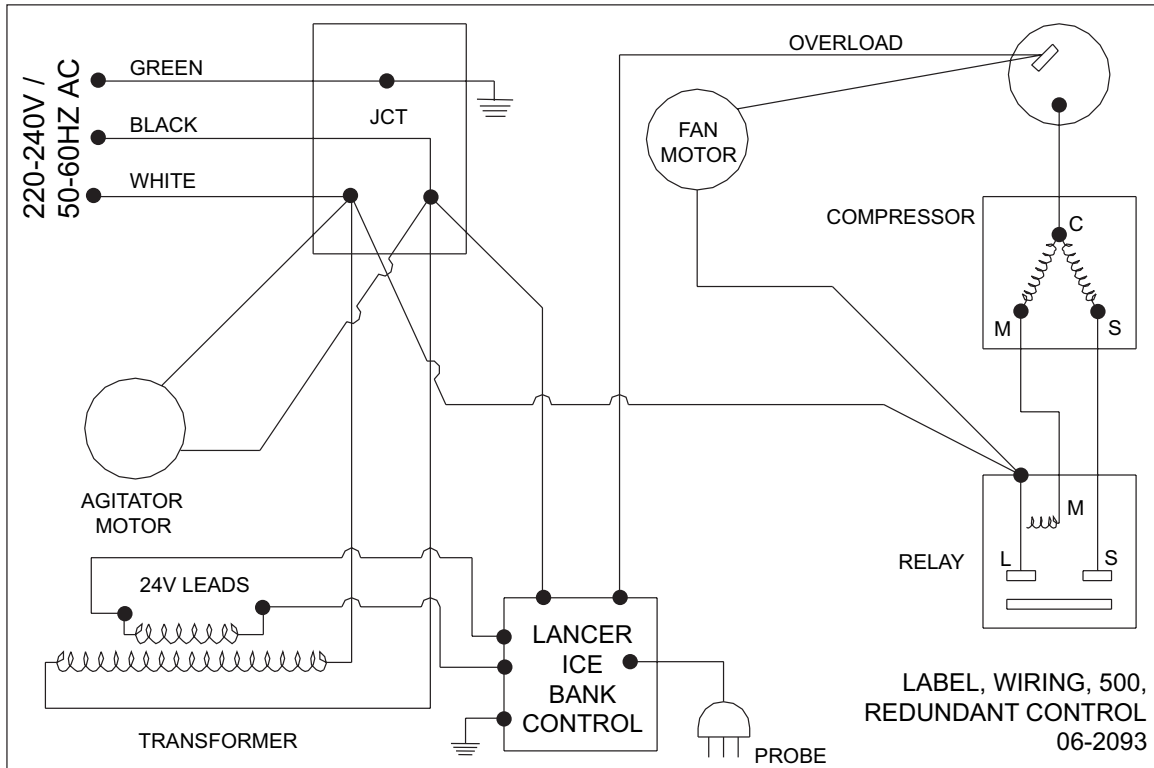 220-240V /
50-60HZ AC
GREEN
BLACK
WHITE
JCT
OVERLOAD
FAN
MOTOR
COMPRESSOR
C
M
S
AGITATOR
MOTOR
RELAY
M
L
S
24V LEADS
TRANSFORMER
LANCER
ICE
BANK
CONTROL
PROBE
LABEL, WIRING, 500,
REDUNDANT CONTROL
06-2093